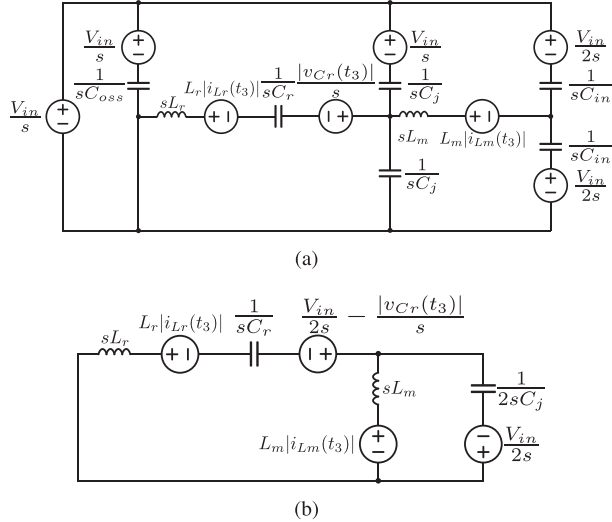 V_in/s
V_in/s
1/sC_oss
sL_r
L_r|i_Lr(t_3)|
1/sC_r
|v_Cr(t_3)|/s
V_in/s
1/sC_j
sL_m
L_m|i_Lm(t_3)|
1/sC_j
V_in/2s
1/sC_in
1/sC_in
V_in/2s
(a)
sL_r
L_r|i_Lr(t_3)|
1/sC_r
V_in/2s − |v_Cr(t_3)|/s
sL_m
L_m|i_Lm(t_3)|
1/2sC_j
V_in/2s
(b)